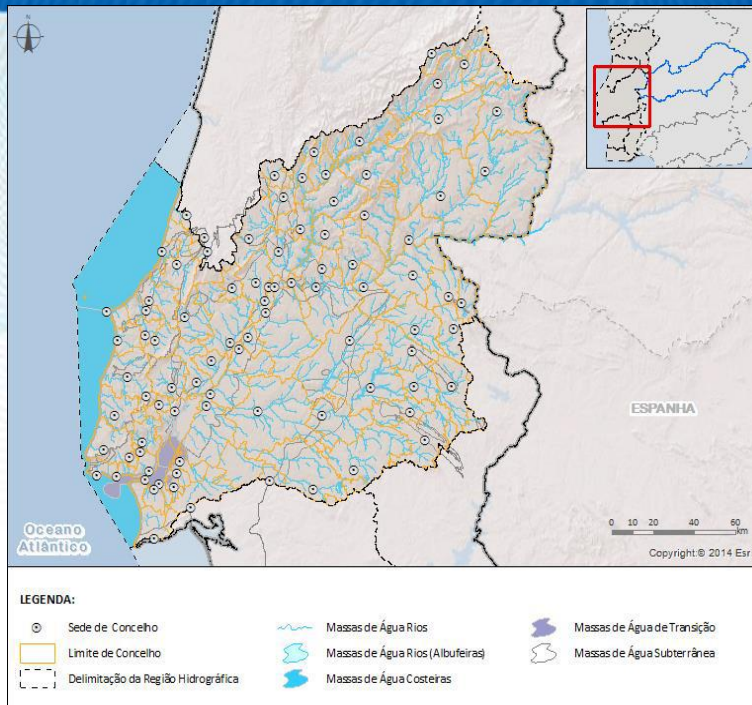 N
ESPANHA
Oceano
Atlântico
0 10 20 40 60
km
Copyright:© 2014 Esr
LEGENDA:
Sede de Concelho
Limite de Concelho
Delimitação da Região Hidrográfica
Massas de Água Rios
Massas de Água Rios (Albufeiras)
Massas de Água Costeiras
Massas de Água de Transição
Massas de Água Subterrânea